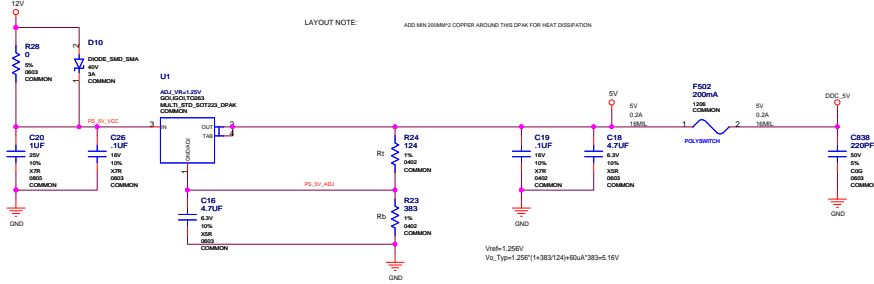 12V
LAYOUT NOTE:
ADD MIN 200MM^2 COPPER AROUND THIS DPAK FOR HEAT DISSIPATION
R28
0
5%
0603
COMMON
2
D10
DIODE_SMD_SMA
40V
3A
COMMON
1
U1
ADJ_VR=1.25V
GOI,IGOI,TO263
MULTI_STD_SOT223_DPAK
COMMON
PS_5V_VCC
3
IN
OUT
TAB
GND/ADJ
2
4
1
C20
1UF
25V
10%
X7R
0805
COMMON
GND
C26
.1UF
16V
10%
X7R
0603
COMMON
C16
4.7UF
6.3V
10%
X5R
0603
COMMON
PS_5V_ADJ
Rt
R24
124
1%
0402
COMMON
Rb
R23
383
1%
0402
COMMON
GND
C19
.1UF
16V
10%
X7R
0402
COMMON
GND
C18
4.7UF
6.3V
10%
X5R
0603
COMMON
5V
5V
0.2A
16MIL
F502
200mA
1206
COMMON
1
2
POLYSWITCH
5V
0.2A
16MIL
DDC_5V
C838
220PF
50V
5%
C0G
0603
COMMON
GND
Vref=1.256V
Vo_Typ=1.256*(1+383/124)+60uA*383=5.16V